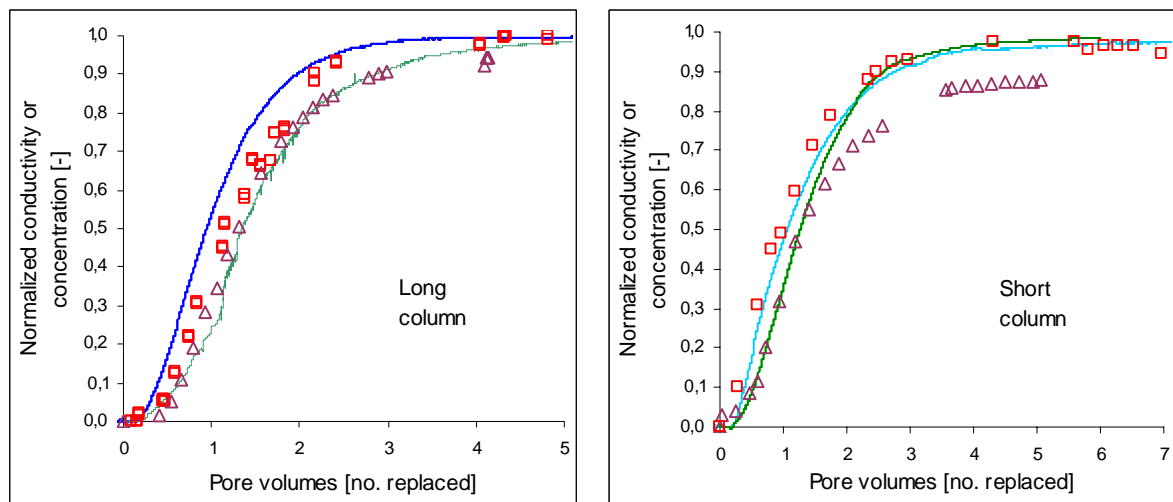 Normalized conductivity or
concentration [-]
1,0
0,9
0,8
0,7
0,6
0,5
0,4
0,3
0,2
0,1
0,0
Long
column
0 1 2 3 4 5
Pore volumes [no. replaced]
Normalized conductivity or
concentration [-]
1,0
0,9
0,8
0,7
0,6
0,5
0,4
0,3
0,2
0,1
0,0
Short
column
0 1 2 3 4 5 6 7
Pore volumes [no. replaced]